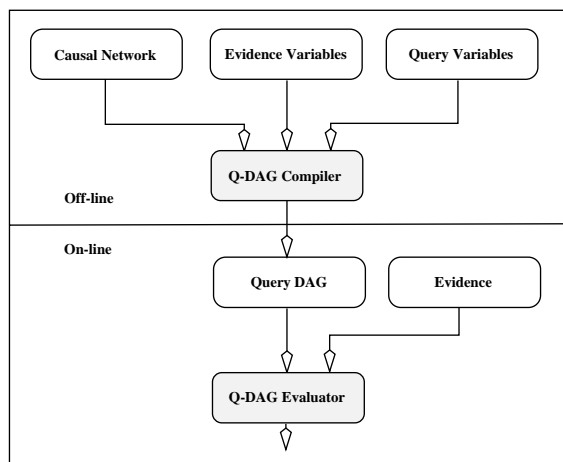 Causal Network
Evidence Variables
Query Variables
Q-DAG Compiler
Off-line
On-line
Query DAG
Evidence
Q-DAG Evaluator